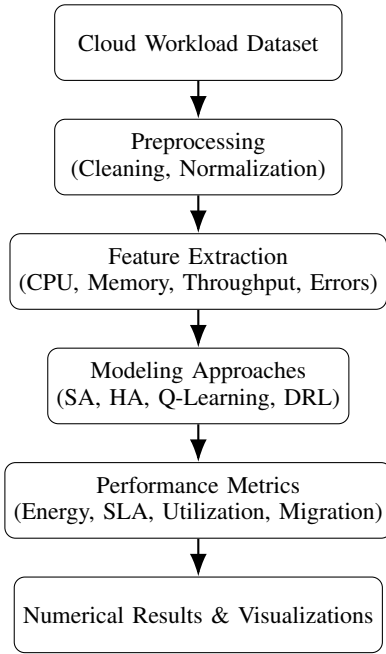 Cloud Workload Dataset
Preprocessing
(Cleaning, Normalization)
Feature Extraction
(CPU, Memory, Throughput, Errors)
Modeling Approaches
(SA, HA, Q-Learning, DRL)
Performance Metrics
(Energy, SLA, Utilization, Migration)
Numerical Results & Visualizations